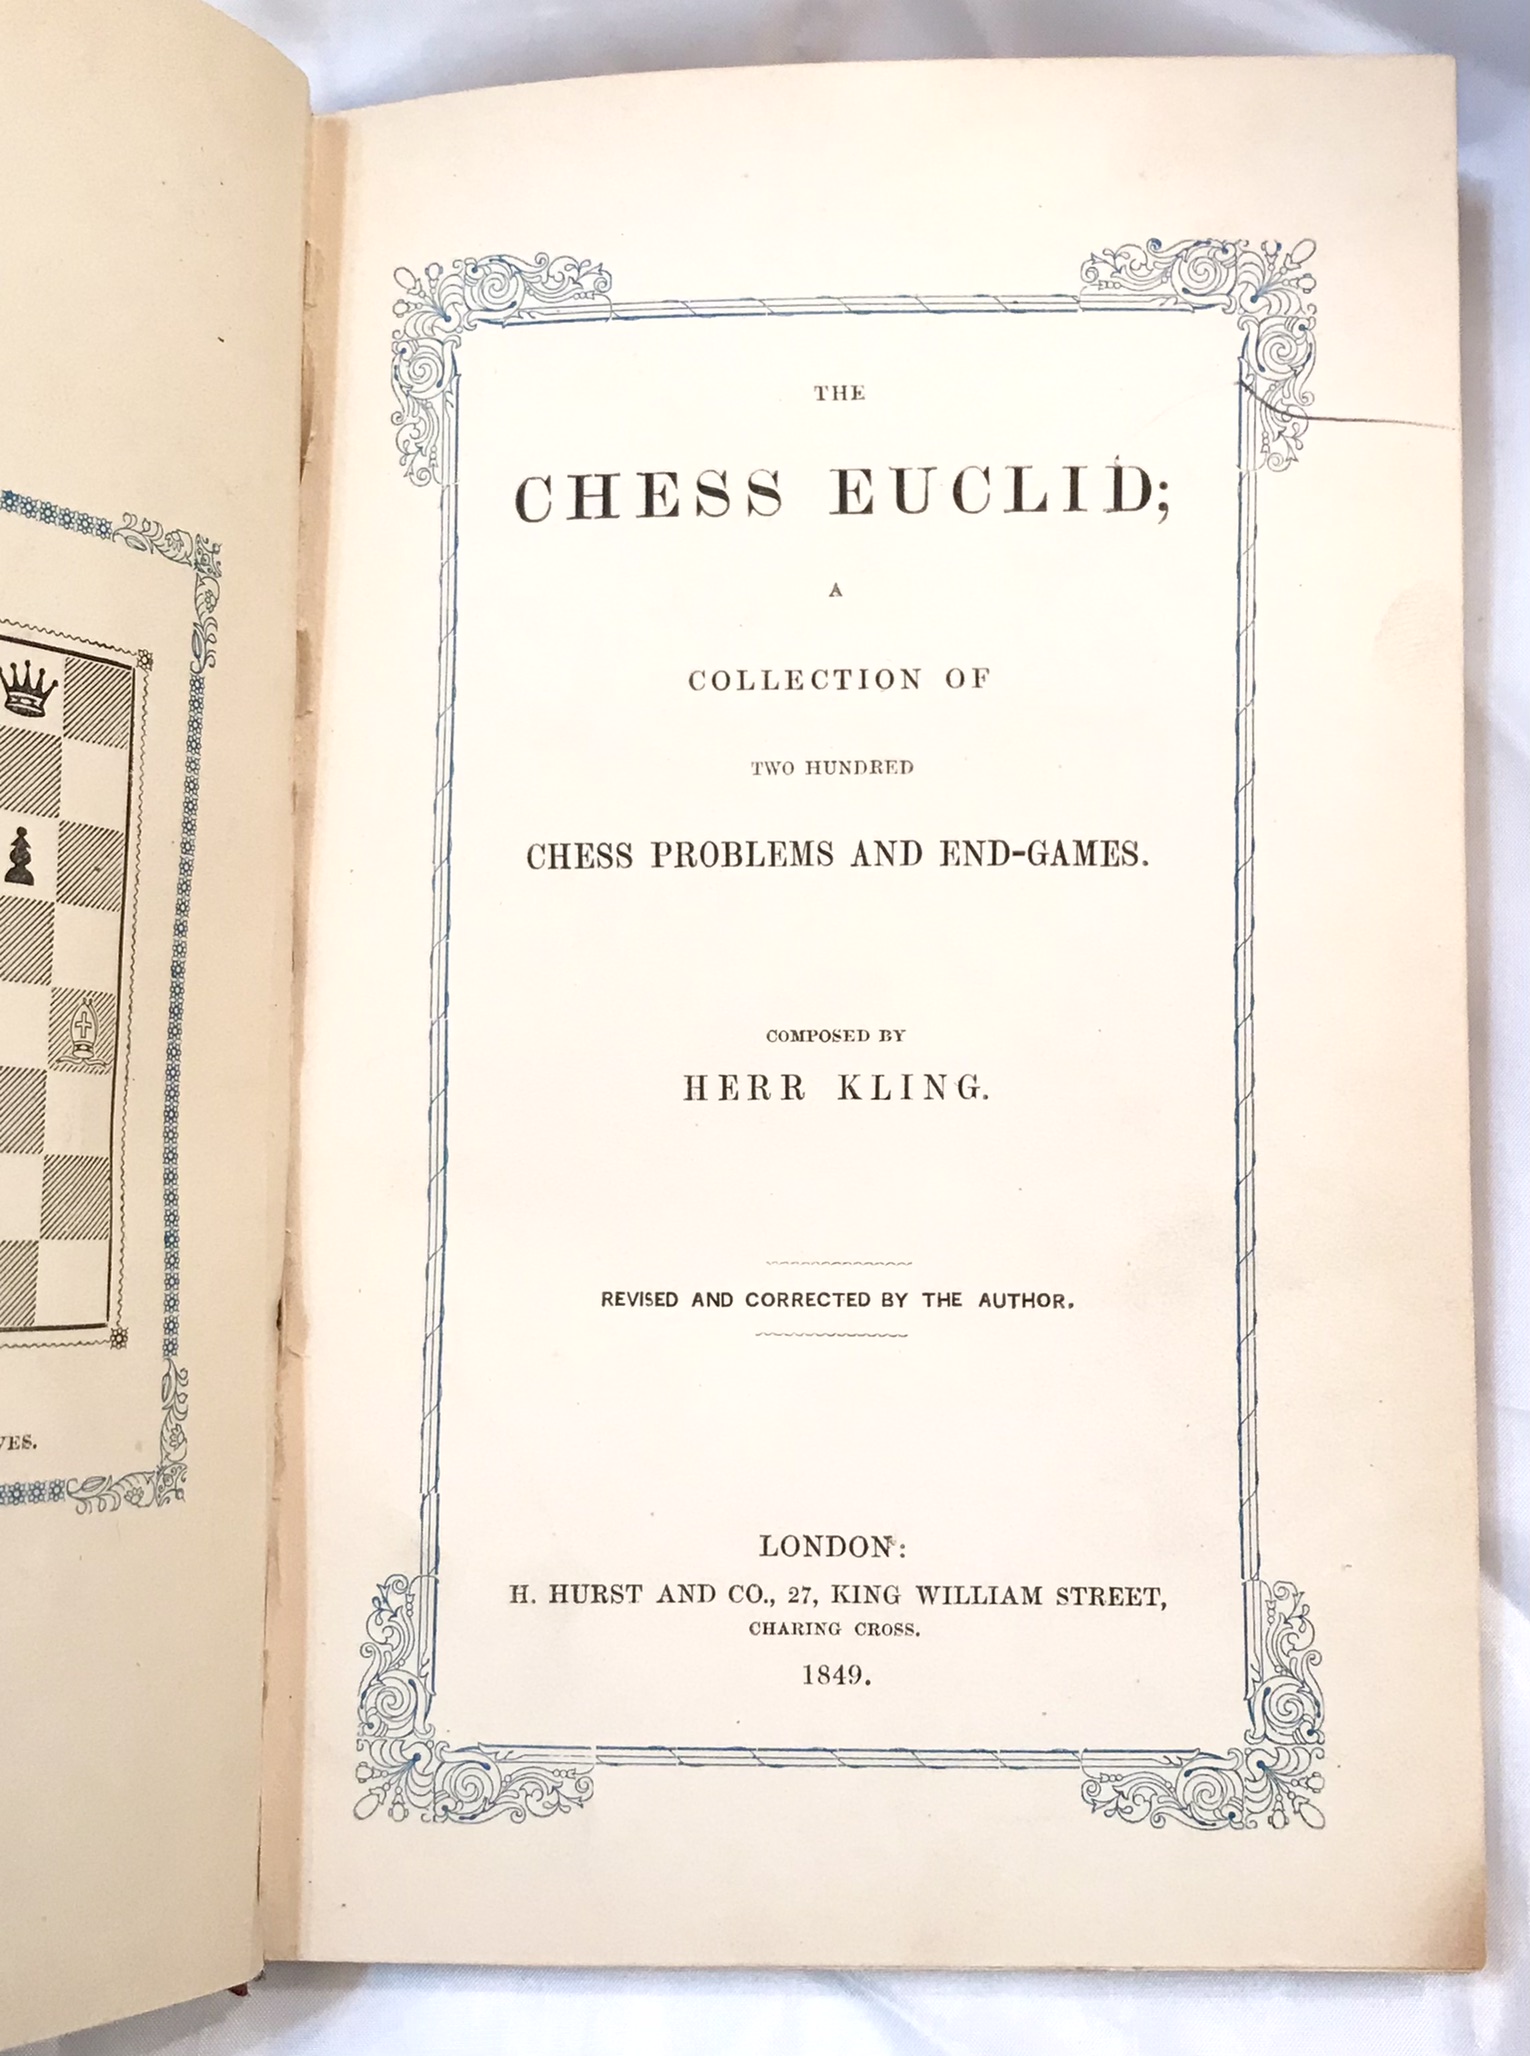 VES.
THE
CHESS EUCLID;
A
COLLECTION OF
TWO HUNDRED
CHESS PROBLEMS AND END-GAMES.
COMPOSED BY
HERR KLING.
REVISED AND CORRECTED BY THE AUTHOR.
LONDON:
H. HURST AND CO., 27, KING WILLIAM STREET,
CHARING CROSS.
1849.